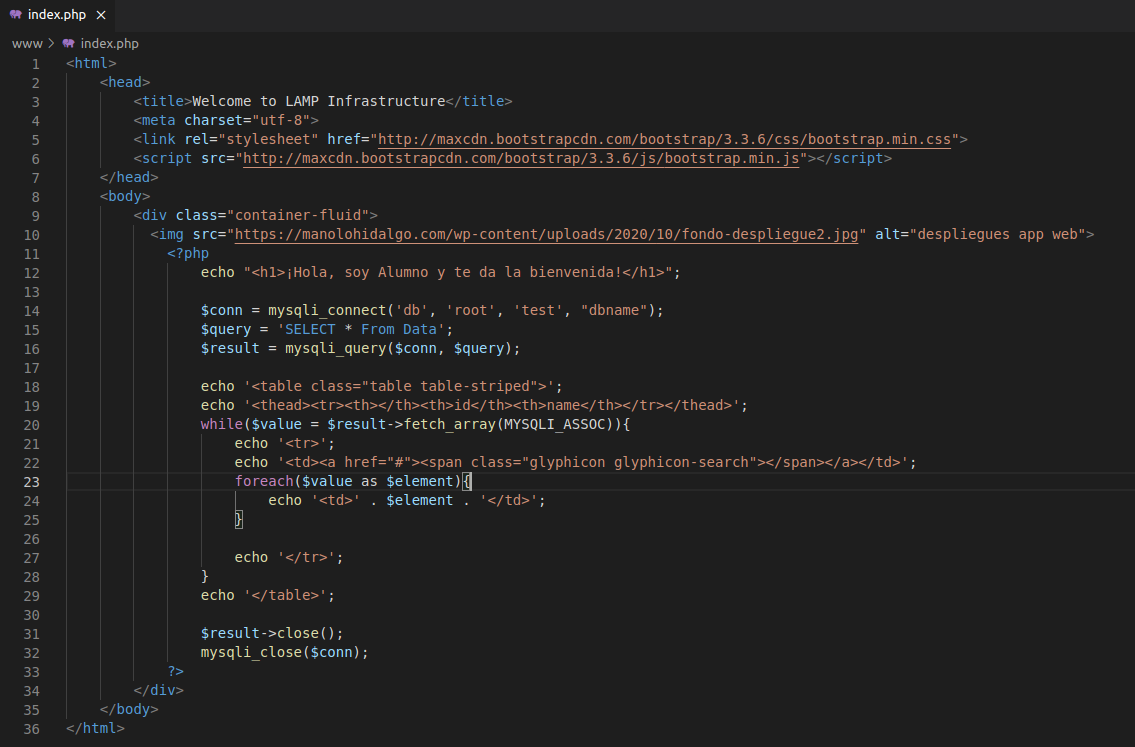 index.php ×
www > index.php
1 <html>
2     <head>
3         <title>Welcome to LAMP Infrastructure</title>
4         <meta charset="utf-8">
5         <link rel="stylesheet" href="http://maxcdn.bootstrapcdn.com/bootstrap/3.3.6/css/bootstrap.min.css">
6         <script src="http://maxcdn.bootstrapcdn.com/bootstrap/3.3.6/js/bootstrap.min.js"></script>
7     </head>
8     <body>
9         <div class="container-fluid">
10           <img src="https://manolohidalgo.com/wp-content/uploads/2020/10/fondo-despliegue2.jpg" alt="despliegues app web">
11             <?php
12                 echo "<h1>¡Hola, soy Alumno y te da la bienvenida!</h1>";
13
14                 $conn = mysqli_connect('db', 'root', 'test', "dbname");
15                 $query = 'SELECT * From Data';
16                 $result = mysqli_query($conn, $query);
17
18                 echo '<table class="table table-striped">';
19                 echo '<thead><tr><th></th><th>id</th><th>name</th></tr></thead>';
20                 while($value = $result->fetch_array(MYSQLI_ASSOC)){
21                     echo '<tr>';
22                     echo '<td><a href="#"><span class="glyphicon glyphicon-search"></span></a></td>';
23                     foreach($value as $element){
24                         echo '<td>' . $element . '</td>';
25                     }
26
27                     echo '</tr>';
28                 }
29                 echo '</table>';
30
31                 $result->close();
32                 mysqli_close($conn);
33             ?>
34         </div>
35     </body>
36 </html>